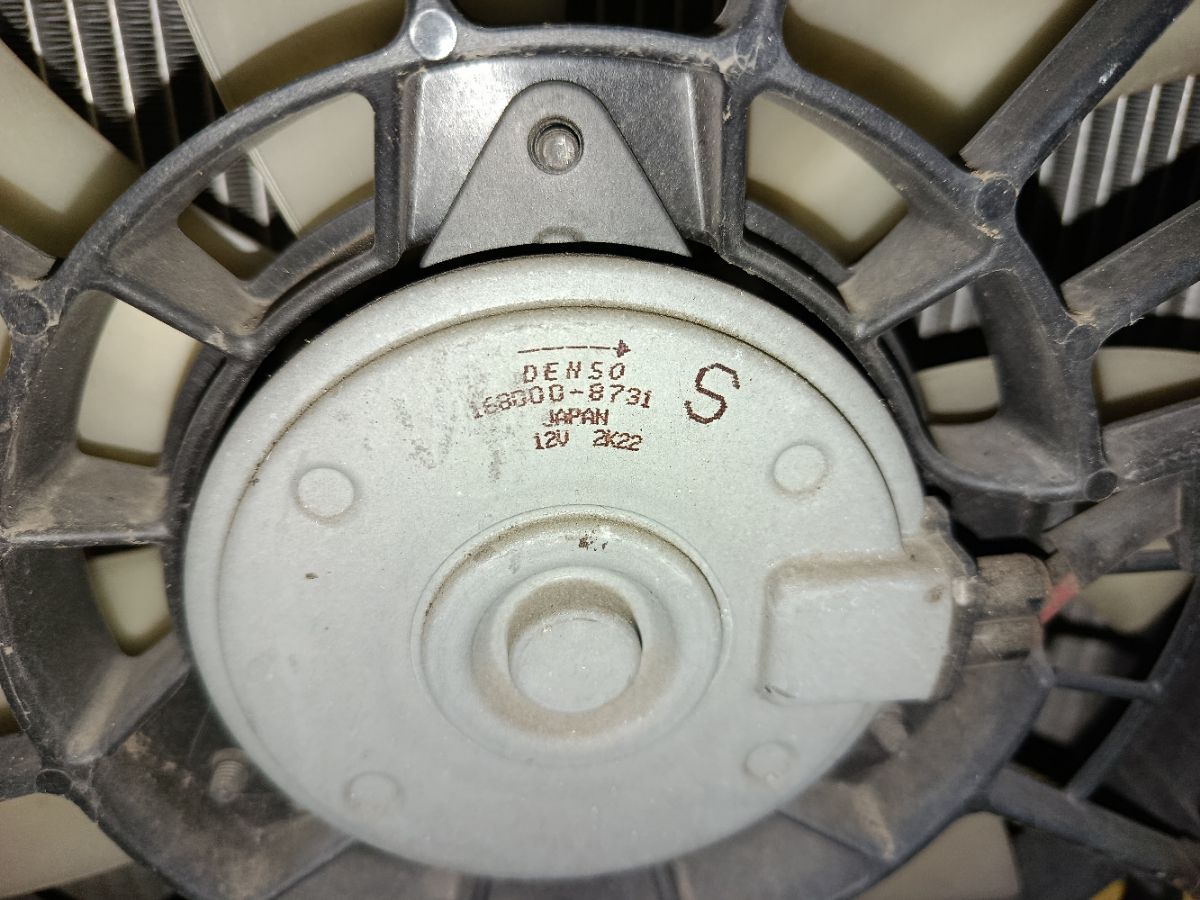 DENSO
168000-8731
JAPAN
12V 2K22
S